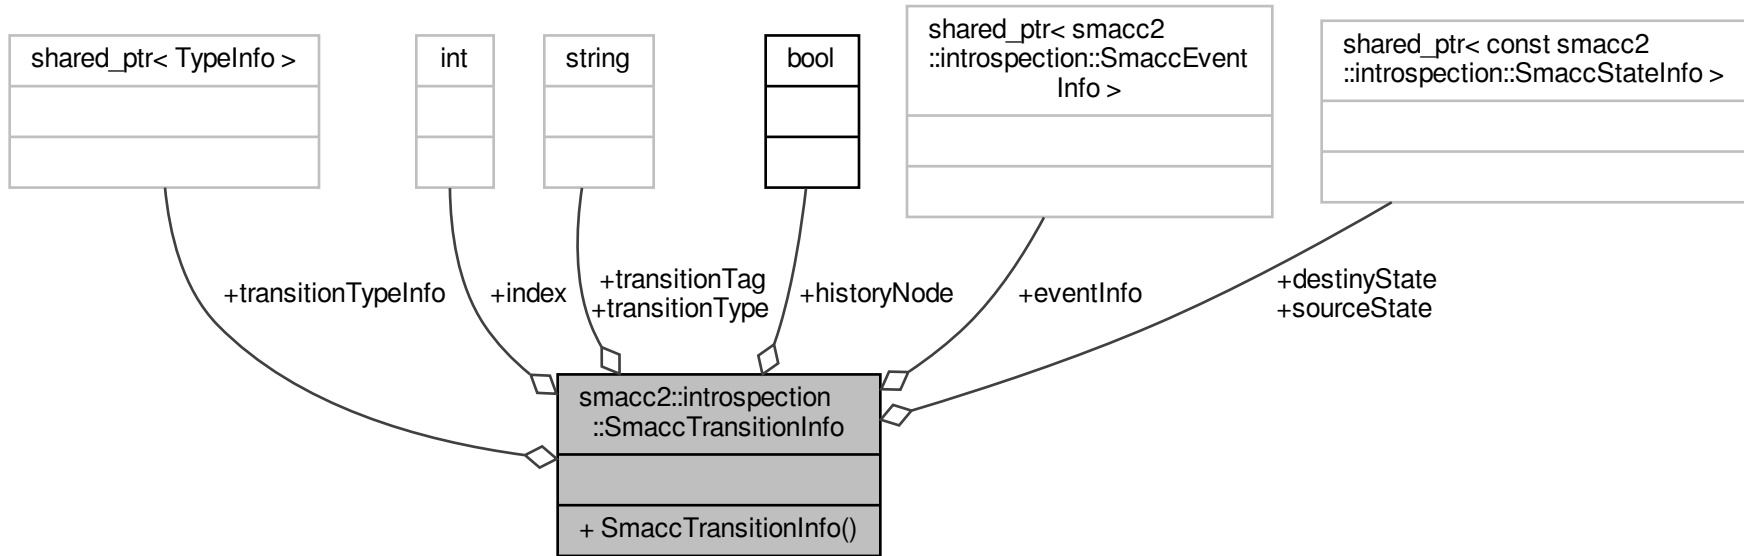 shared_ptr< TypeInfo >
int
string
bool
shared_ptr< smacc2
::introspection::SmaccEvent
Info >
shared_ptr< const smacc2
::introspection::SmaccStateInfo >
+transitionTypeInfo
+index
+transitionTag
+transitionType
+historyNode
+eventInfo
+destinyState
+sourceState
smacc2::introspection
::SmaccTransitionInfo
+ SmaccTransitionInfo()